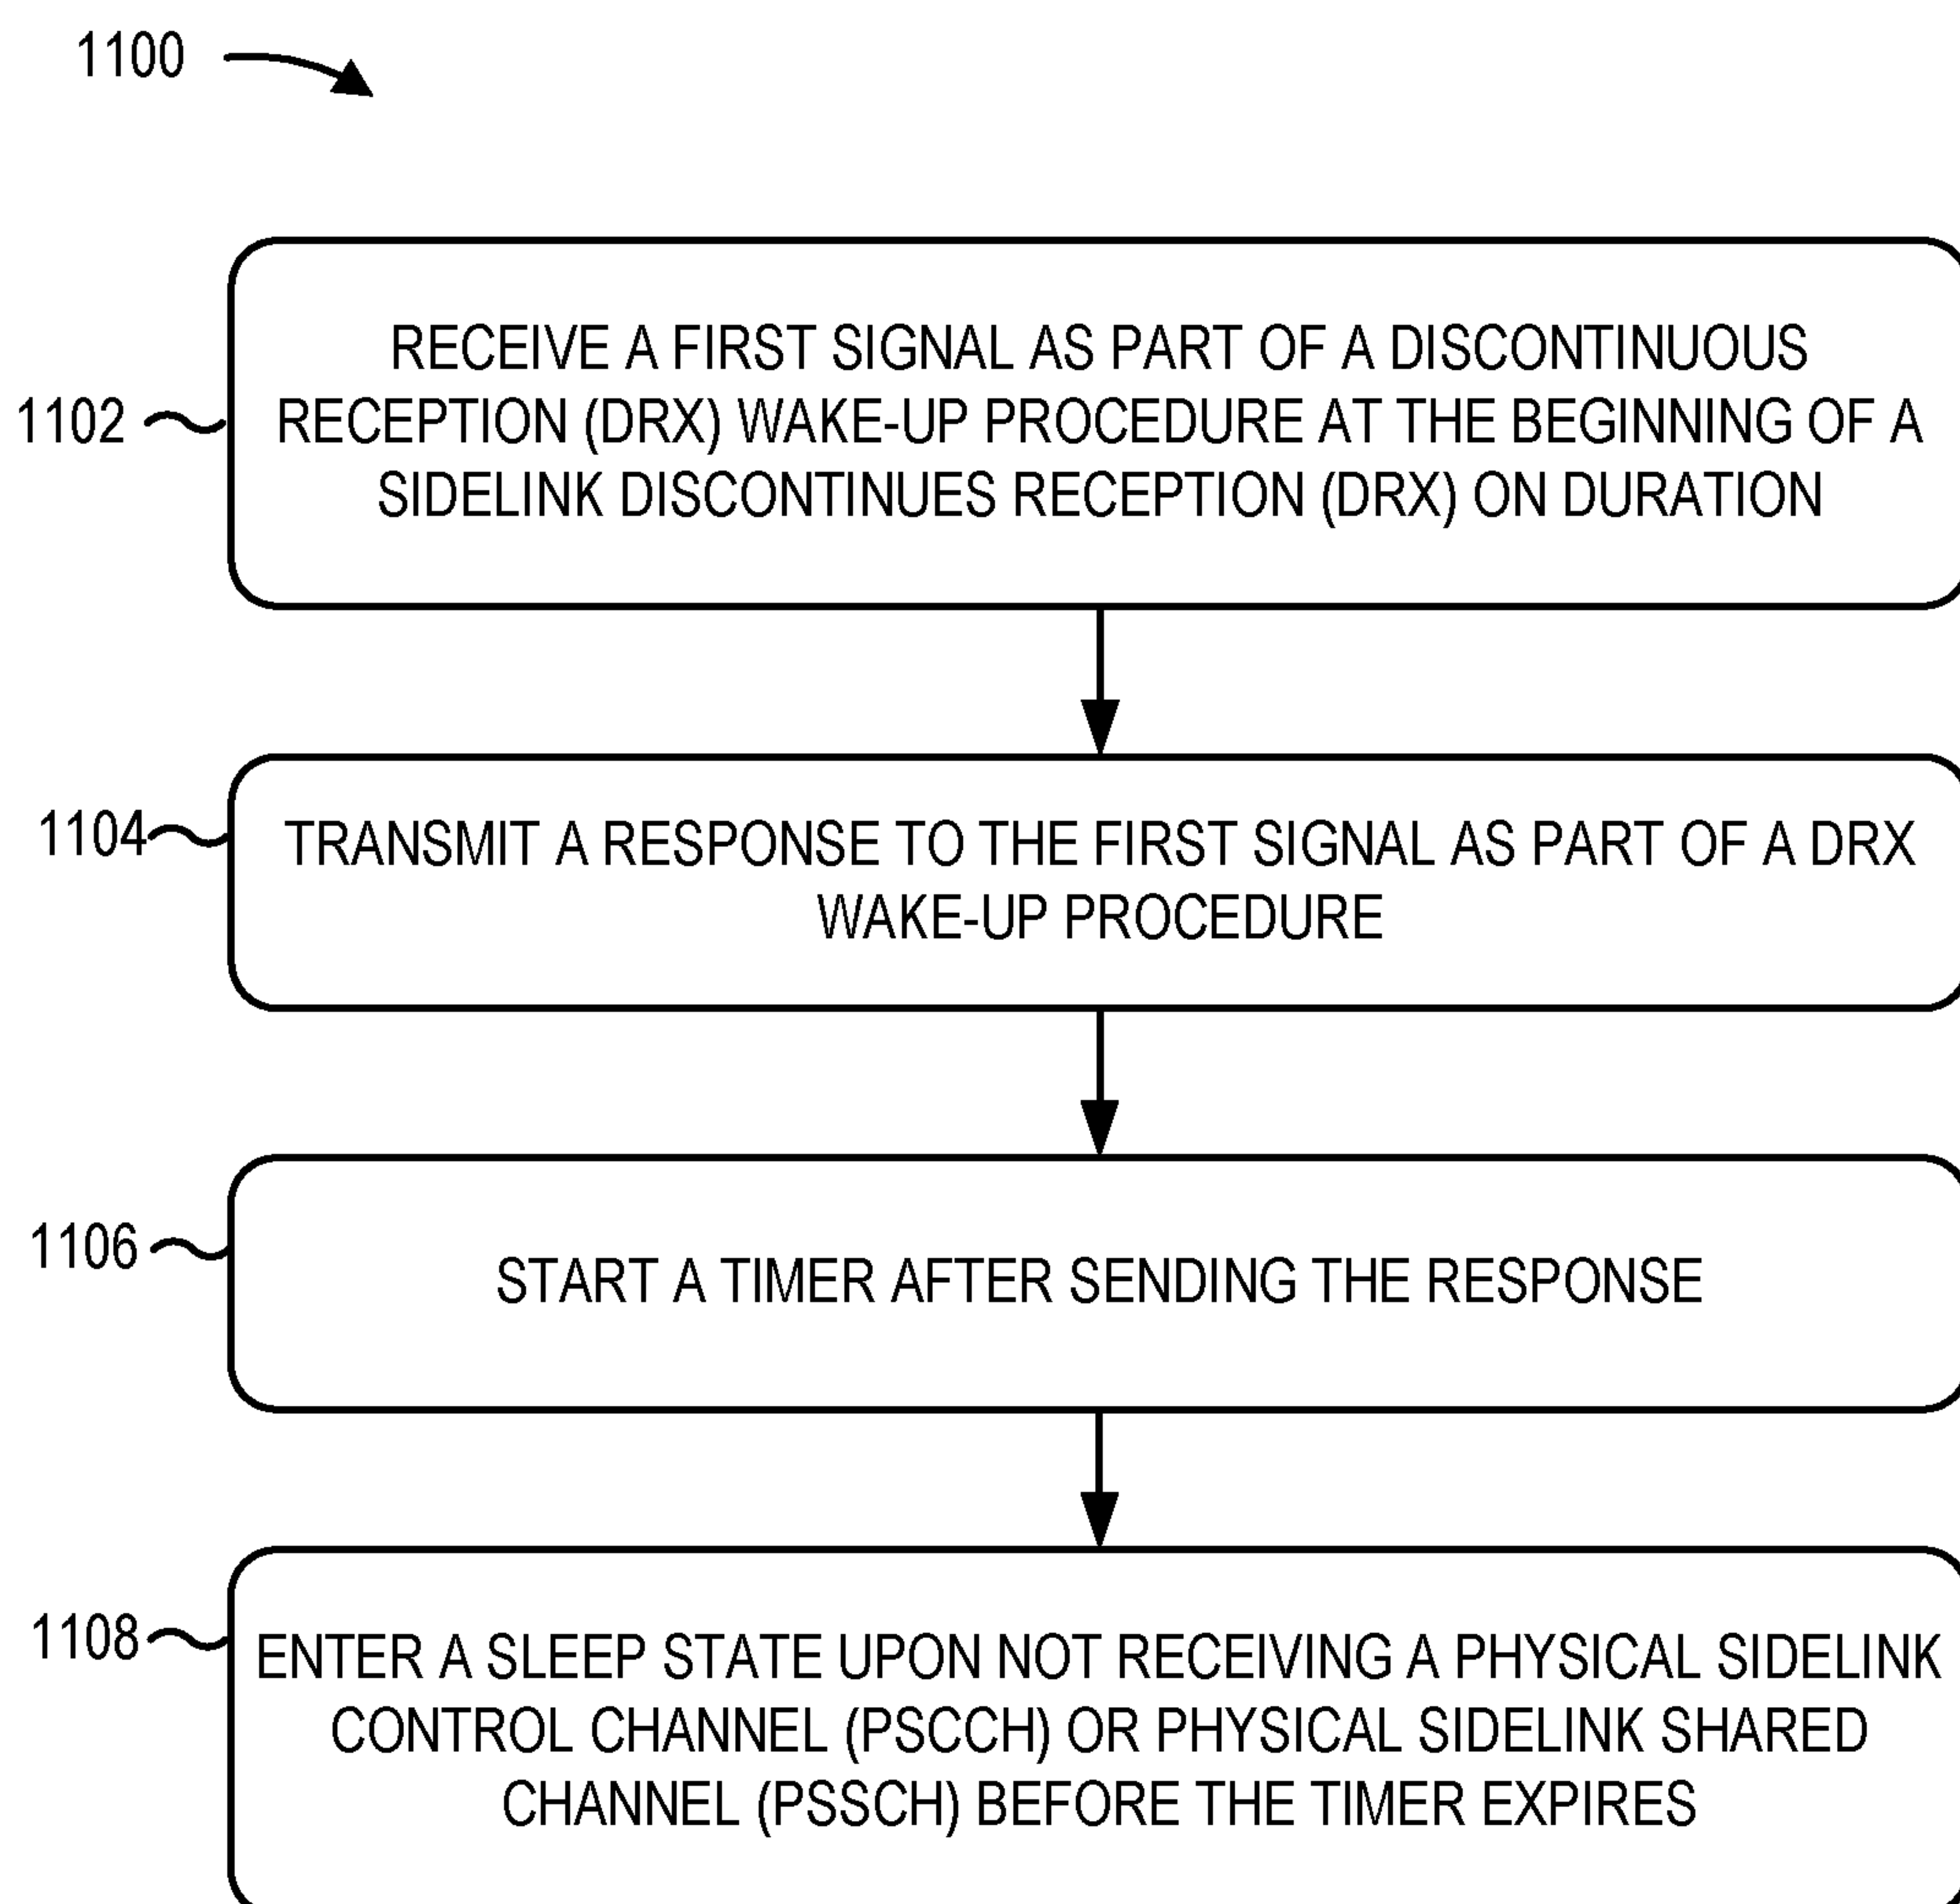 1100
1102
RECEIVE A FIRST SIGNAL AS PART OF A DISCONTINUOUS
RECEPTION (DRX) WAKE-UP PROCEDURE AT THE BEGINNING OF A
SIDELINK DISCONTINUES RECEPTION (DRX) ON DURATION
1104
TRANSMIT A RESPONSE TO THE FIRST SIGNAL AS PART OF A DRX
WAKE-UP PROCEDURE
1106
START A TIMER AFTER SENDING THE RESPONSE
1108
ENTER A SLEEP STATE UPON NOT RECEIVING A PHYSICAL SIDELINK
CONTROL CHANNEL (PSCCH) OR PHYSICAL SIDELINK SHARED
CHANNEL (PSSCH) BEFORE THE TIMER EXPIRES